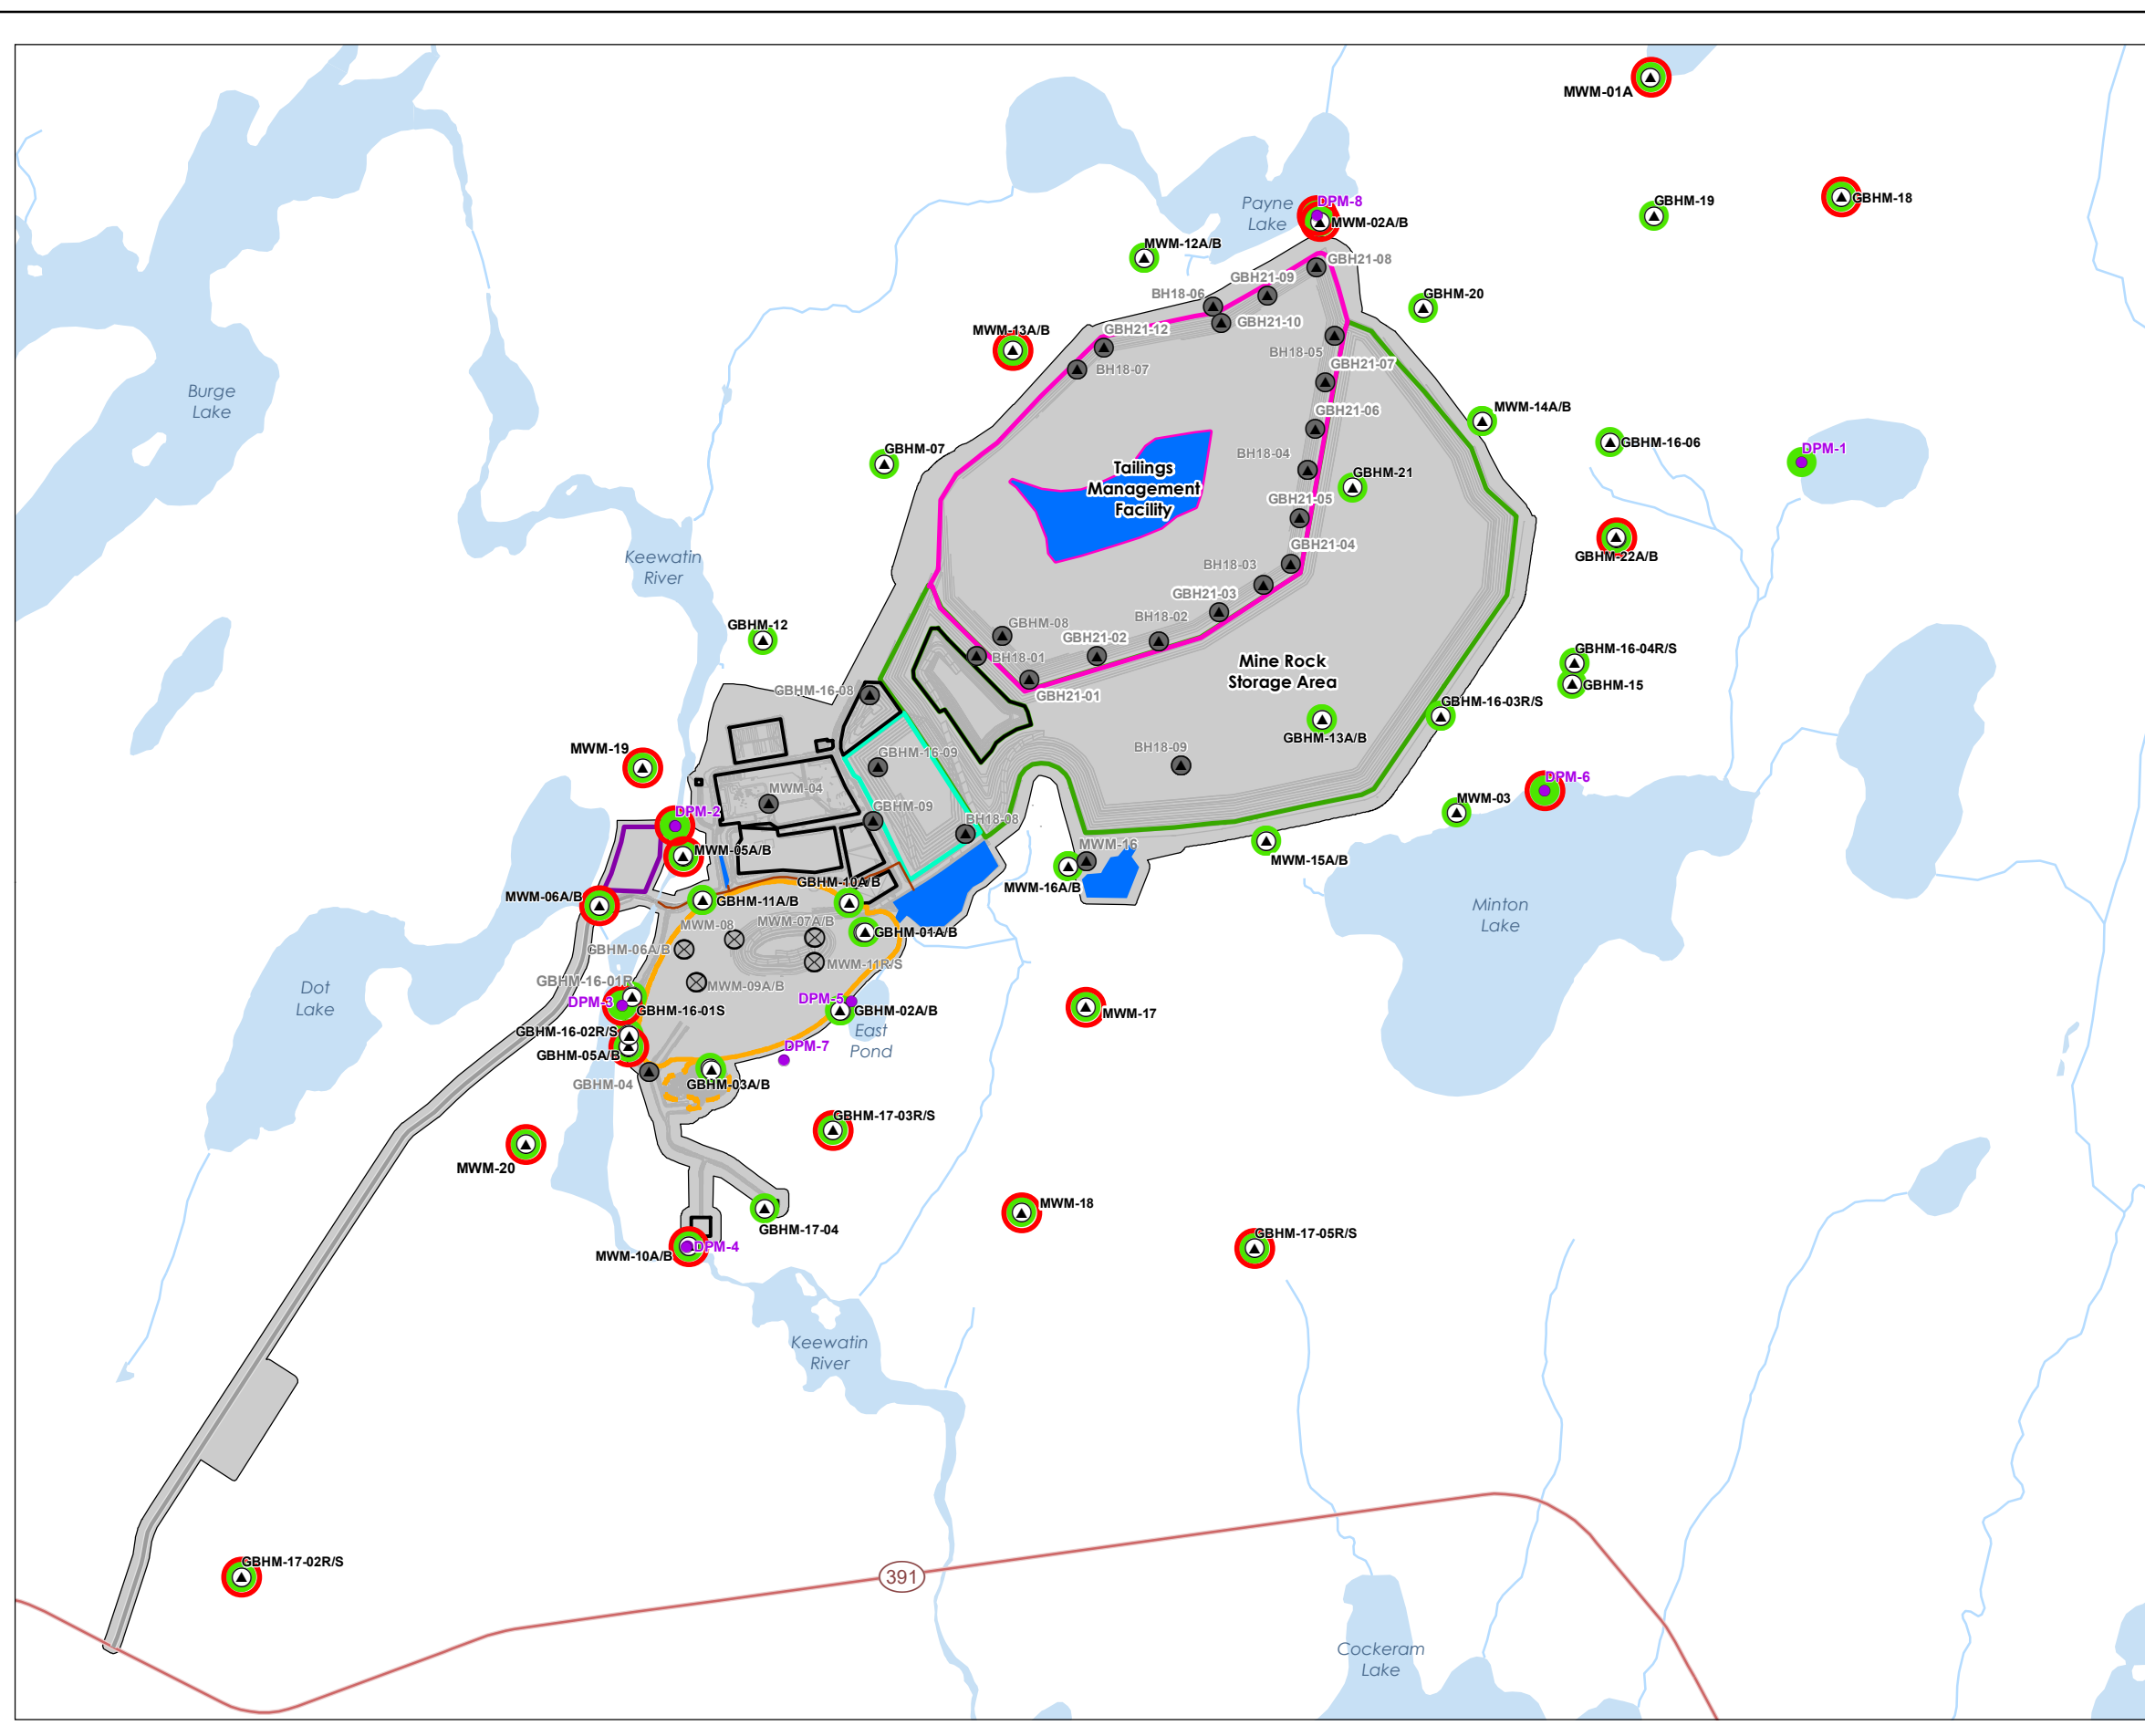 MWM-01A
GBHM-18
GBHM-19
Payne
Lake
DPM-8
MWM-02A/B
MWM-12A/B
GBH21-08
GBH21-09
BH18-06
GBHM-20
GBH21-10
GBH21-12
MWM-13A/B
BH18-05
GBH21-07
BH18-07
Burge
Lake
GBH21-06
MWM-14A/B
GBHM-16-06
DPM-1
GBHM-07
BH18-04
Tailings
Management
Facility
GBHM-21
GBH21-05
GBH21-04
GBHM-22A/B
Keewatin
River
BH18-03
GBH21-03
BH18-02
GBHM-12
GBHM-08
GBH21-02
BH18-01
GBH21-01
Mine Rock
Storage Area
GBHM-16-04R/S
GBHM-15
GBHM-16-08
GBHM-16-03R/S
GBHM-13A/B
MWM-19
GBHM-16-09
BH18-09
MWM-04
DPM-6
MWM-03
DPM-2
GBHM-09
BH18-08
MWM-05A/B
MWM-16
MWM-15A/B
MWM-16A/B
GBHM-10A/B
MWM-06A/B
GBHM-11A/B
Minton
Lake
MWM-08
MWM-07A/B
GBHM-01A/B
GBHM-06A/B
MWM-11R/S
GBHM-16-01R
MWM-09A/B
Dot
Lake
DPM-3
DPM-5
GBHM-16-01S
GBHM-02A/B
MWM-17
GBHM-16-02R/S
East
Pond
GBHM-05A/B
DPM-7
GBHM-04
GBHM-03A/B
GBHM-17-03R/S
MWM-20
MWM-18
GBHM-17-04
GBHM-17-05R/S
MWM-10A/B
DPM-4
Keewatin
River
GBHM-17-02R/S
391
Cockeram
Lake